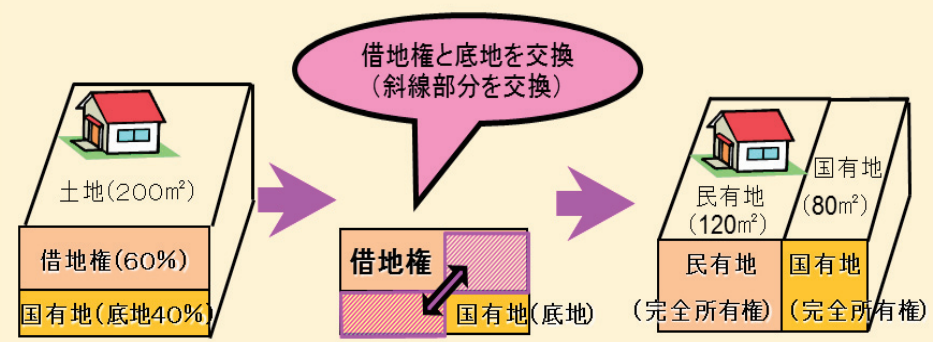 土地(200㎡)
借地権(60%)
国有地(底地40%)
借地権と底地を交換
(斜線部分を交換)
借地権
国有地(底地)
民有地
(120㎡)
国有地
(80㎡)
民有地
(完全所有権)
国有地
(完全所有権)